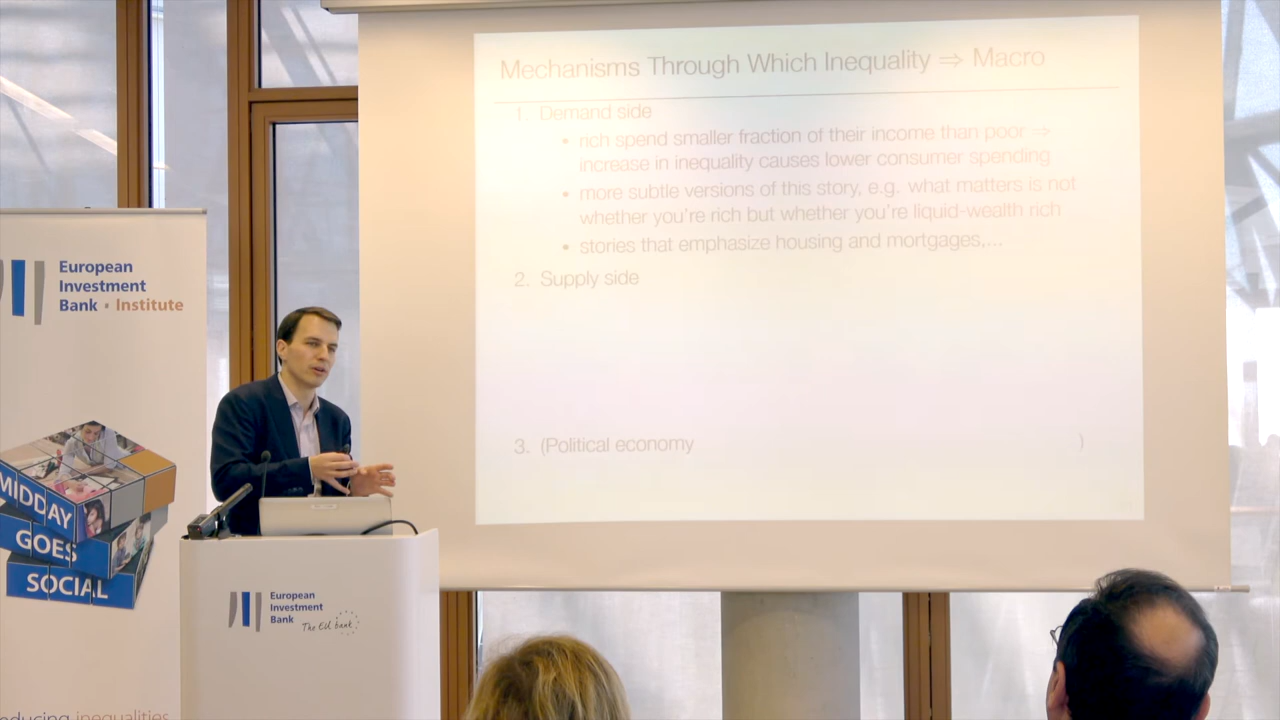 Mechanisms Through Which Inequality ⇒ Macro
1. Demand side
• rich spend smaller fraction of their income than poor ⇒
increase in inequality causes lower consumer spending
• more subtle versions of this story, e.g. what matters is not
whether you're rich but whether you're liquid-wealth rich
• stories that emphasize housing and mortgages,...
2. Supply side
3. (Political economy )
European
Investment
Bank • Institute
MIDDAY
GOES
SOCIAL
inequalities
European
Investment
Bank
The EU bank